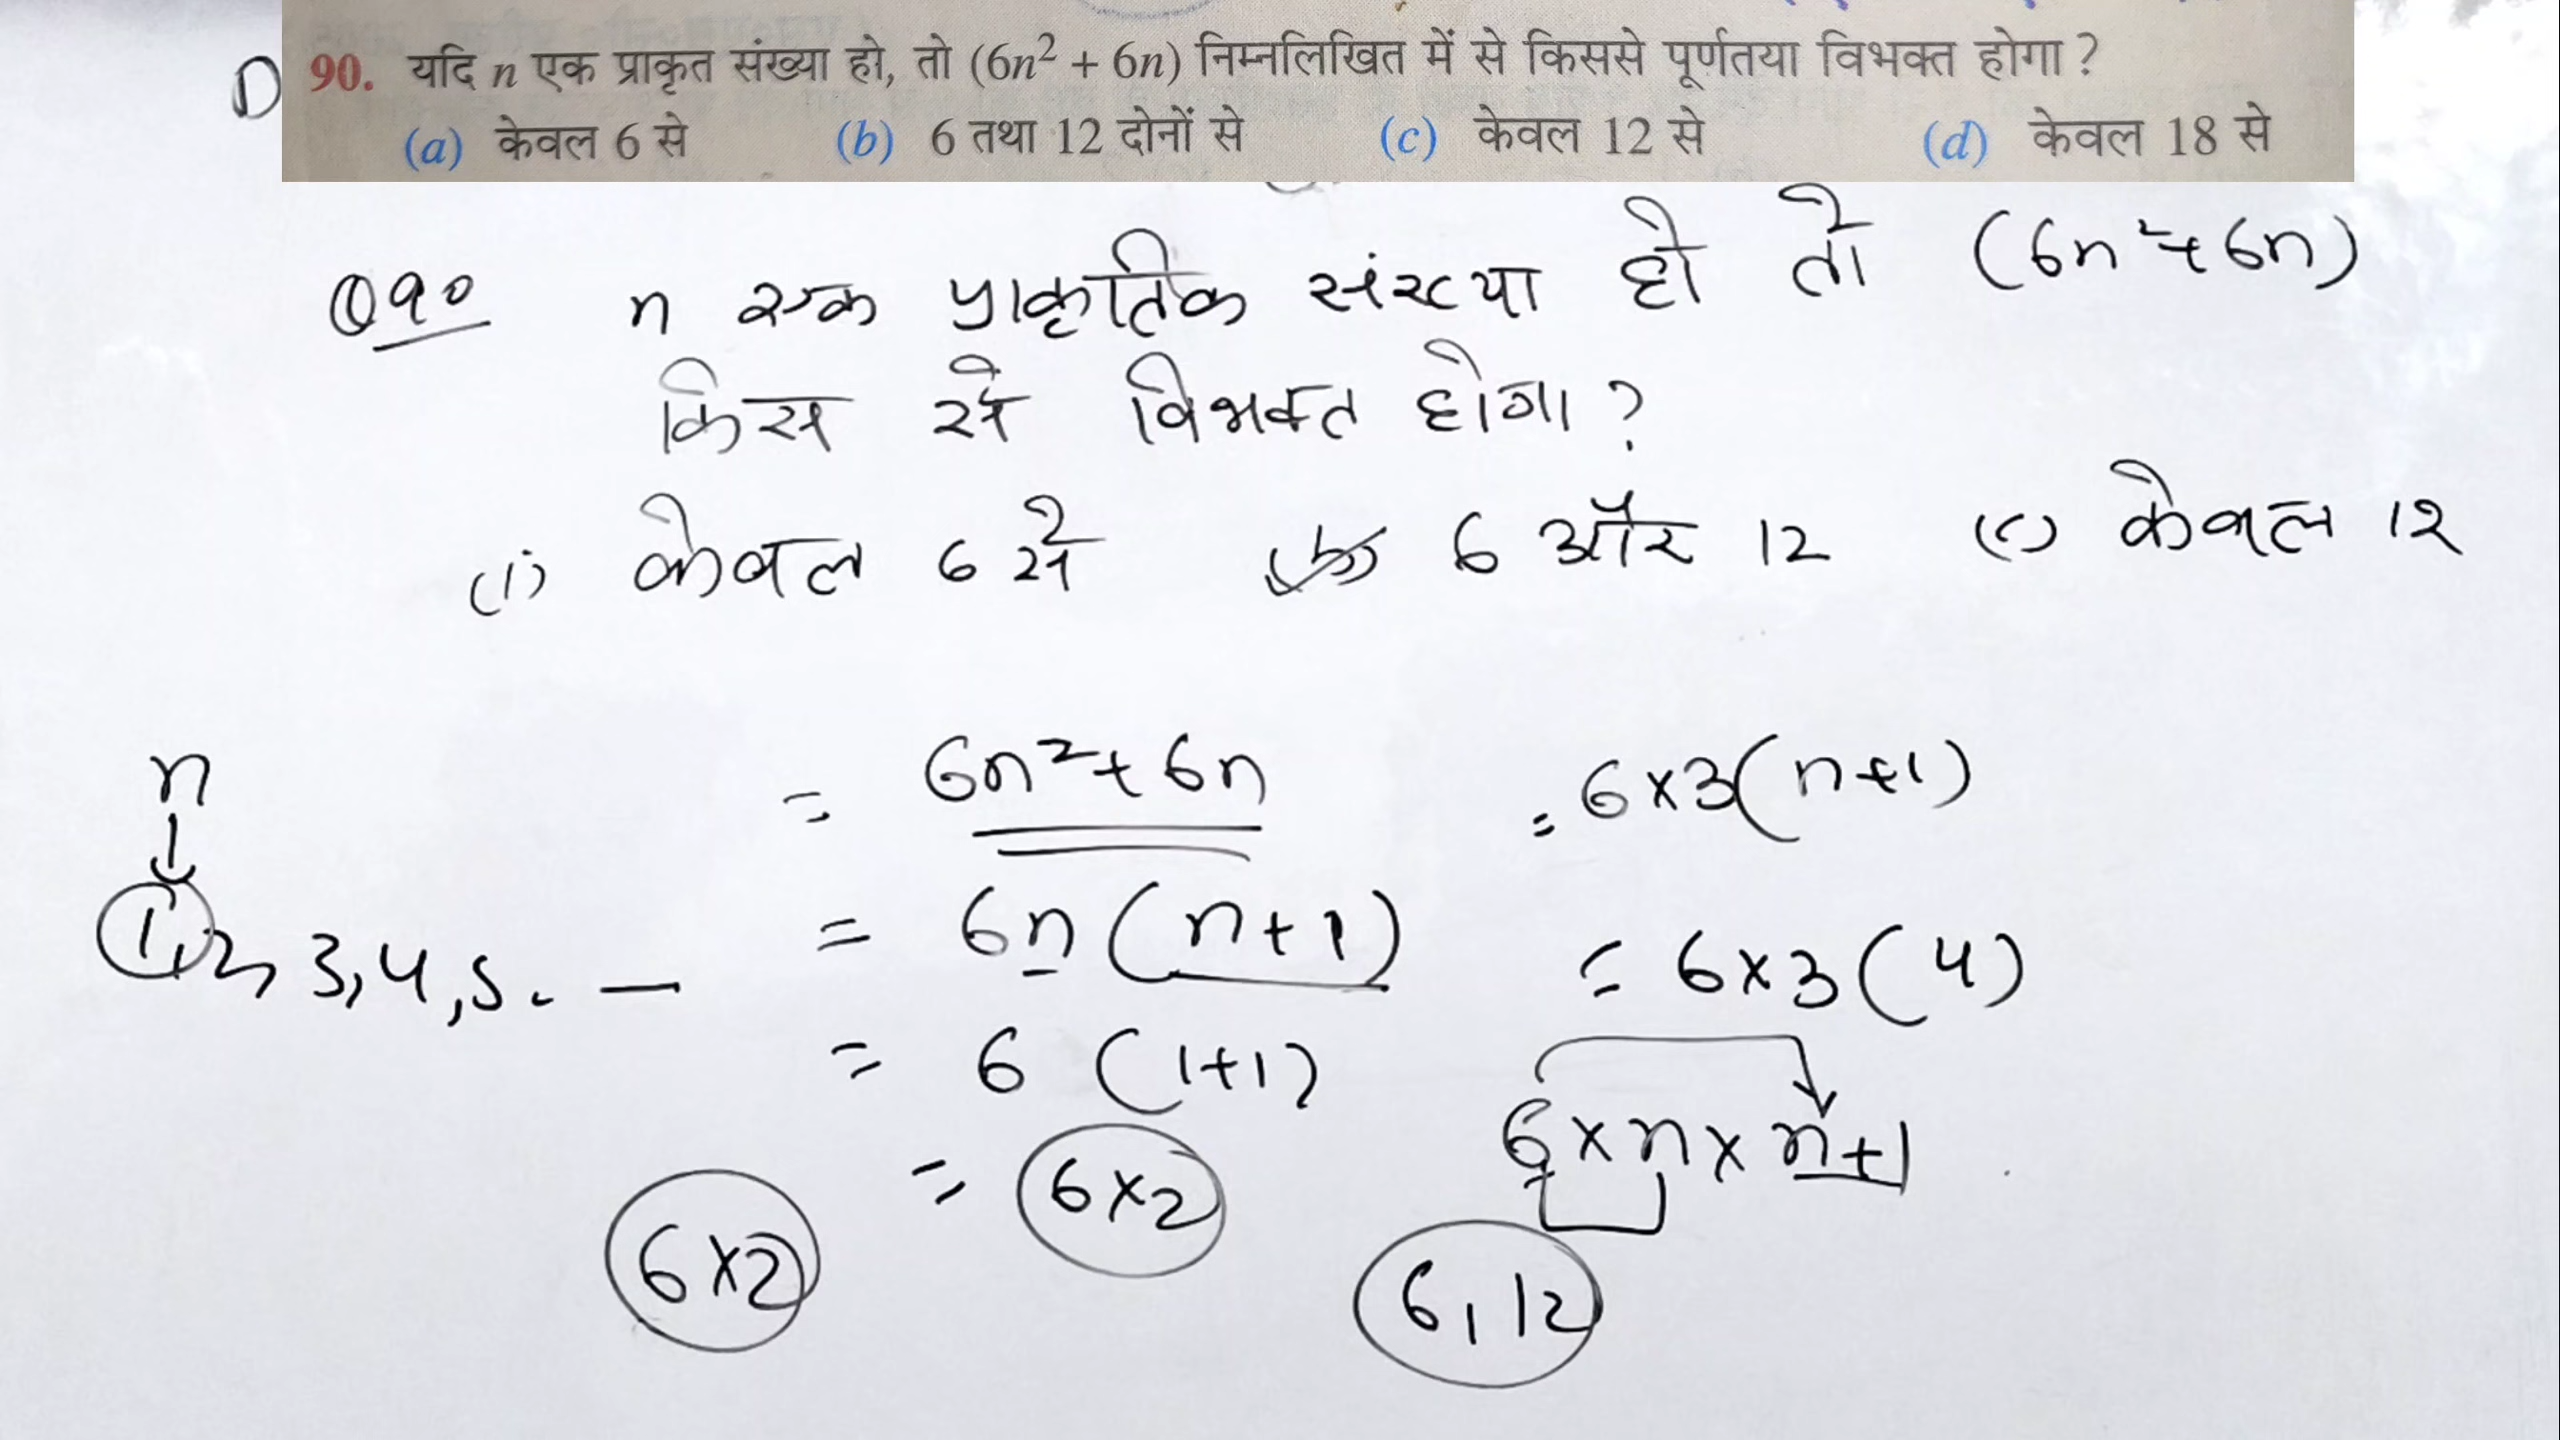 D 90. यदि n एक प्राकृत संख्या हो, तो (6n² + 6n) निम्नलिखित में से किससे पूर्णतया विभक्त होगा ?
(a) केवल 6 से (b) 6 तथा 12 दोनों से (c) केवल 12 से (d) केवल 18 से
Q90 n एक प्राकृतिक संख्या हो तो (6n²+6n)
किस से विभक्त होगा ?
(i) केवल 6 से (b) 6 और 12 (c) केवल 12
n
1, 2, 3, 4, 5. —
= 6n²+6n
= 6n(n+1)
= 6 (1+1)
= 6×2
6×2
= 6×3(n+1)
= 6×3(4)
6×n×n+1
6, 12